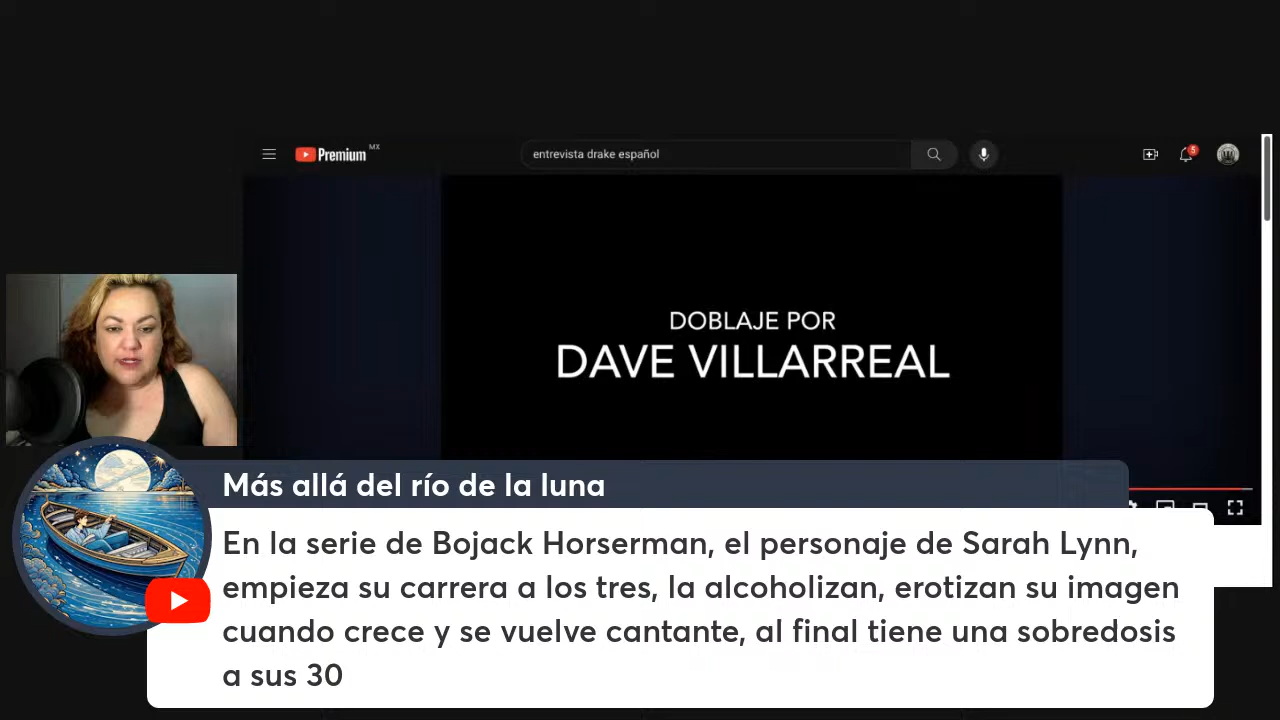 Premium MX
entrevista drake español
5
DOBLAJE POR
DAVE VILLARREAL
Más allá del río de la luna
En la serie de Bojack Horserman, el personaje de Sarah Lynn,
empieza su carrera a los tres, la alcoholizan, erotizan su imagen
cuando crece y se vuelve cantante, al final tiene una sobredosis
a sus 30